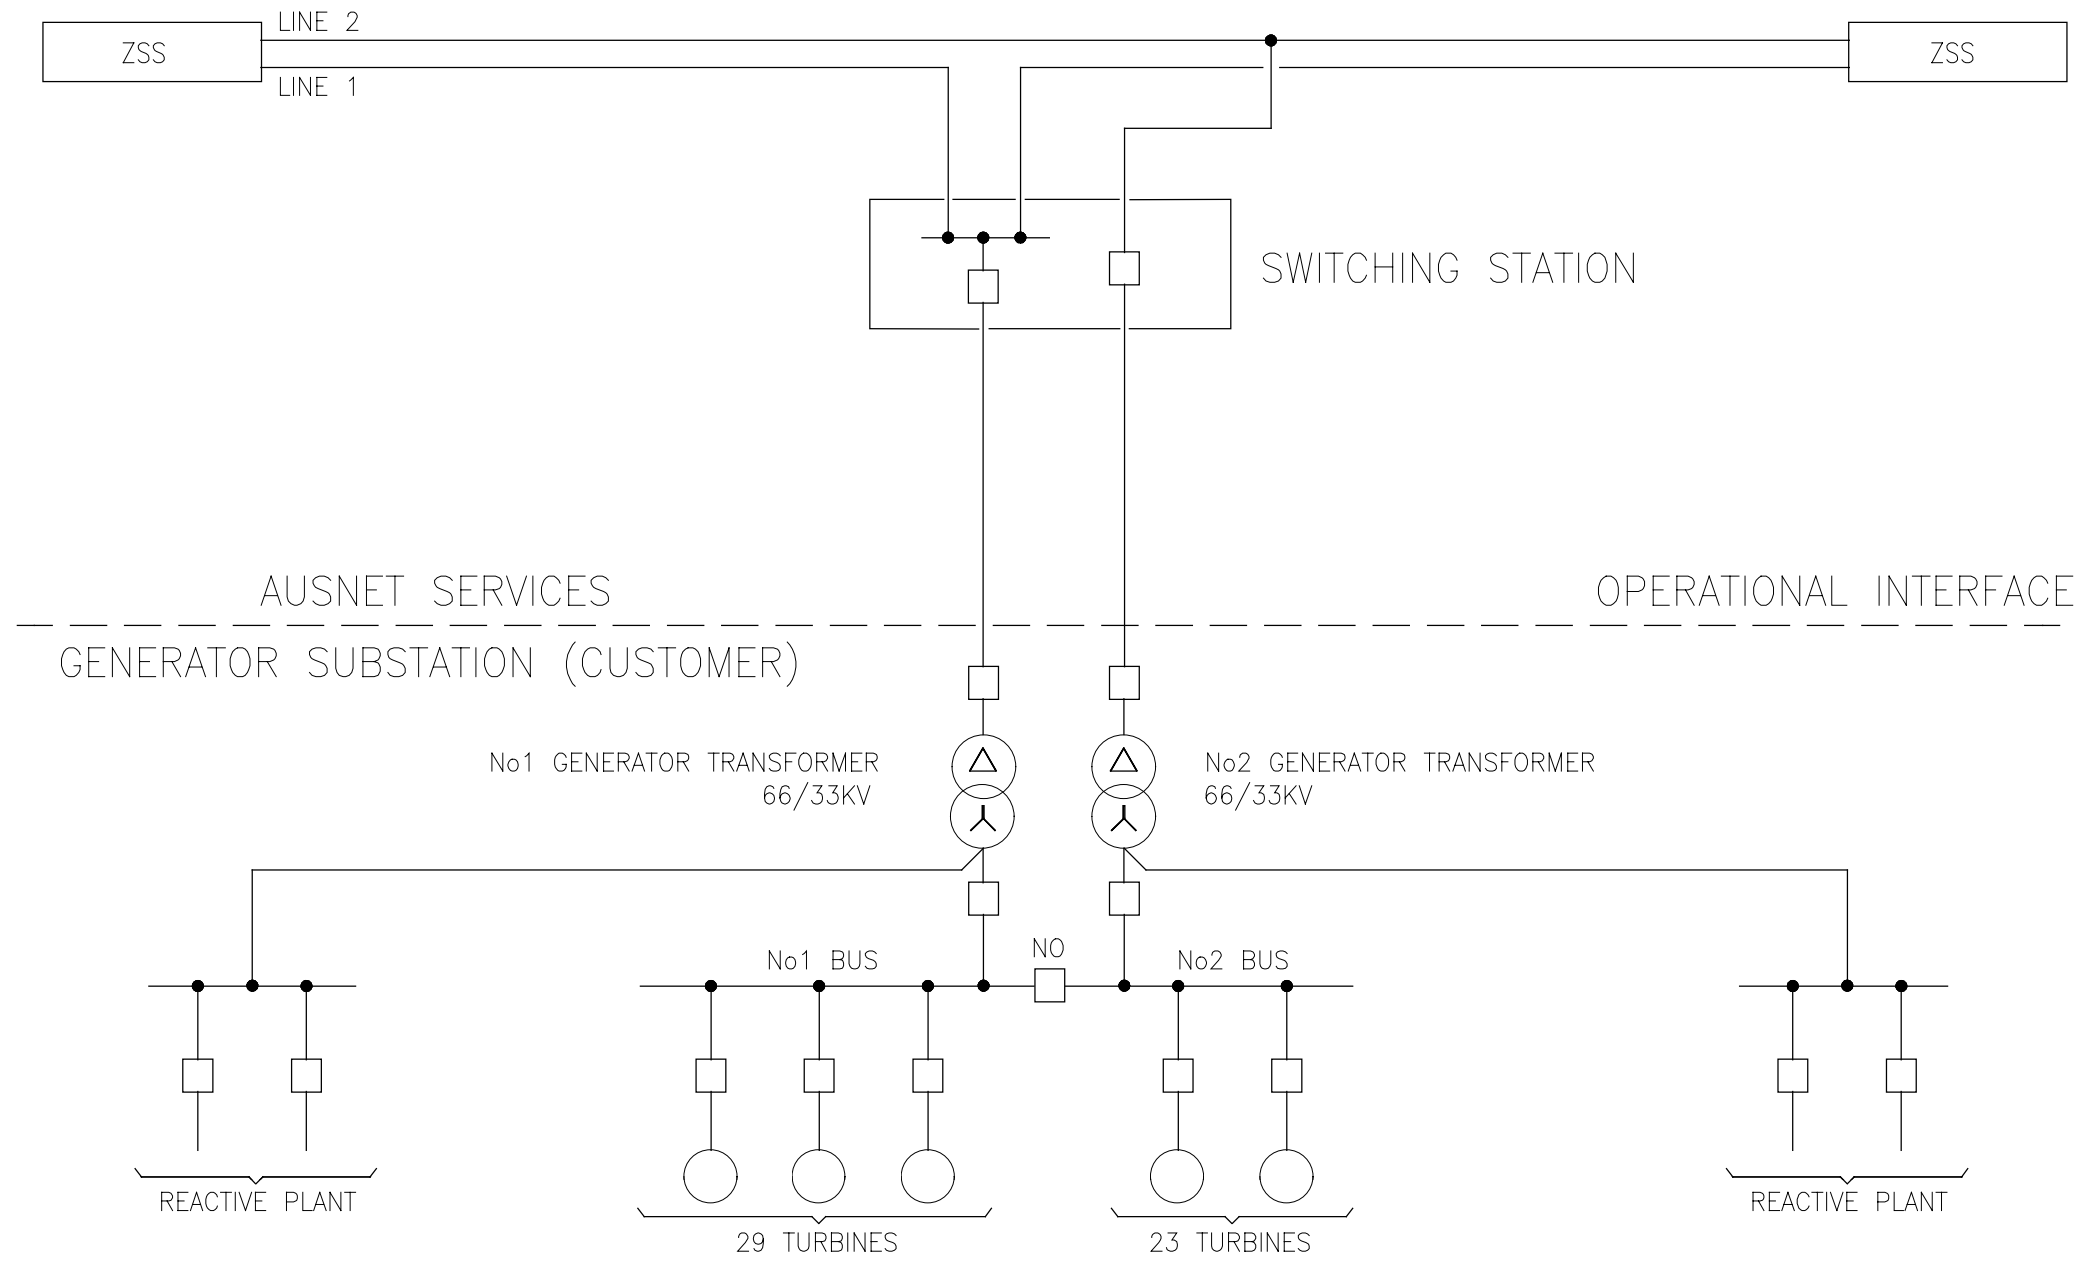 LINE 2
ZSS
ZSS
LINE 1
SWITCHING STATION
AUSNET SERVICES
OPERATIONAL INTERFACE
GENERATOR SUBSTATION (CUSTOMER)
No1 GENERATOR TRANSFORMER
66/33KV
No2 GENERATOR TRANSFORMER
66/33KV
No1 BUS
NO
No2 BUS
REACTIVE PLANT
REACTIVE PLANT
29 TURBINES
23 TURBINES